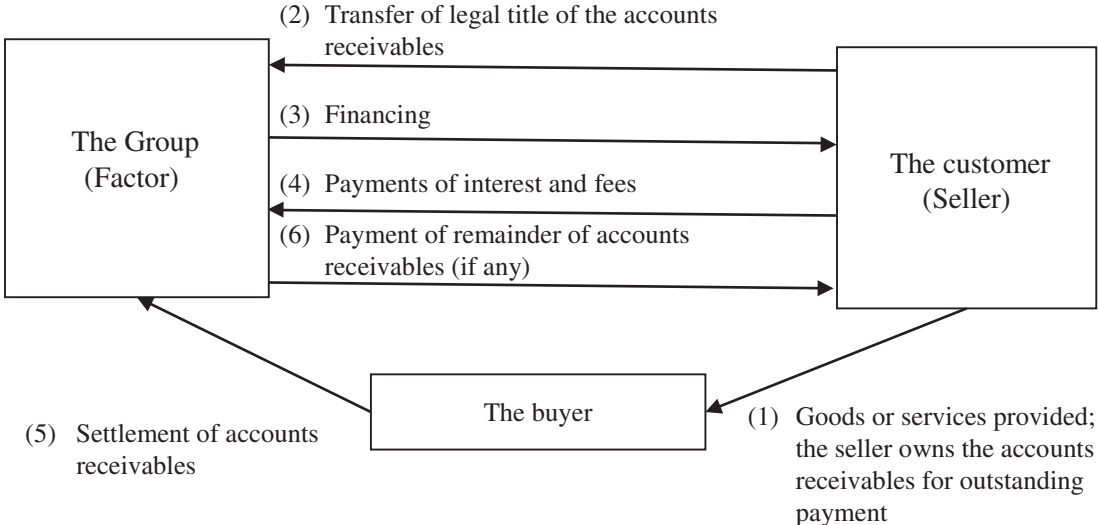 (2) Transfer of legal title of the accounts
receivables
The Group
(Factor)
(3) Financing
The customer
(Seller)
(4) Payments of interest and fees
(6) Payment of remainder of accounts
receivables (if any)
The buyer
(5) Settlement of accounts
receivables
(1) Goods or services provided;
the seller owns the accounts
receivables for outstanding
payment